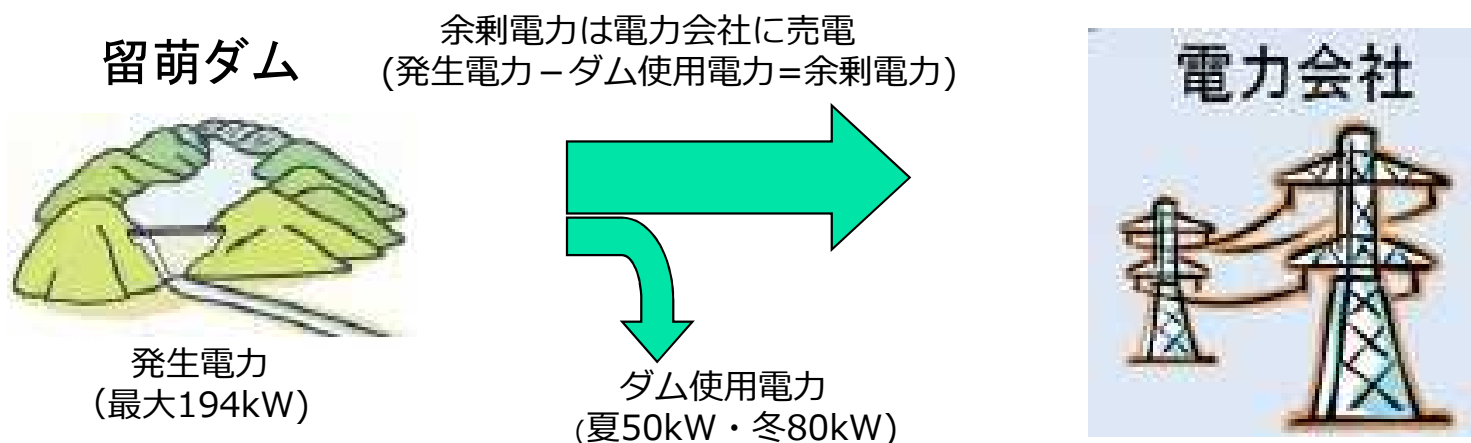 留萌ダム
余剰電力は電力会社に売電
(発生電力－ダム使用電力=余剰電力)
電力会社
発生電力
（最大194kW)
ダム使用電力
(夏50kW・冬80kW)